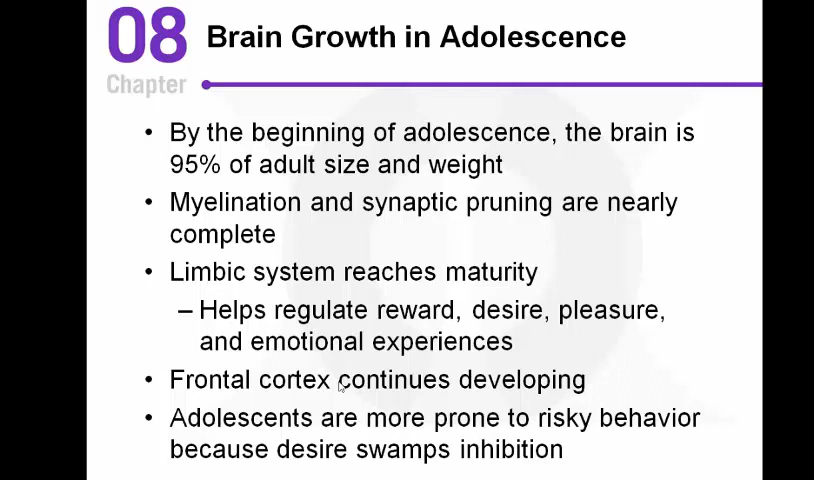 08
Chapter
Brain Growth in Adolescence
• By the beginning of adolescence, the brain is
95% of adult size and weight
• Myelination and synaptic pruning are nearly
complete
• Limbic system reaches maturity
– Helps regulate reward, desire, pleasure,
and emotional experiences
• Frontal cortex continues developing
• Adolescents are more prone to risky behavior
because desire swamps inhibition